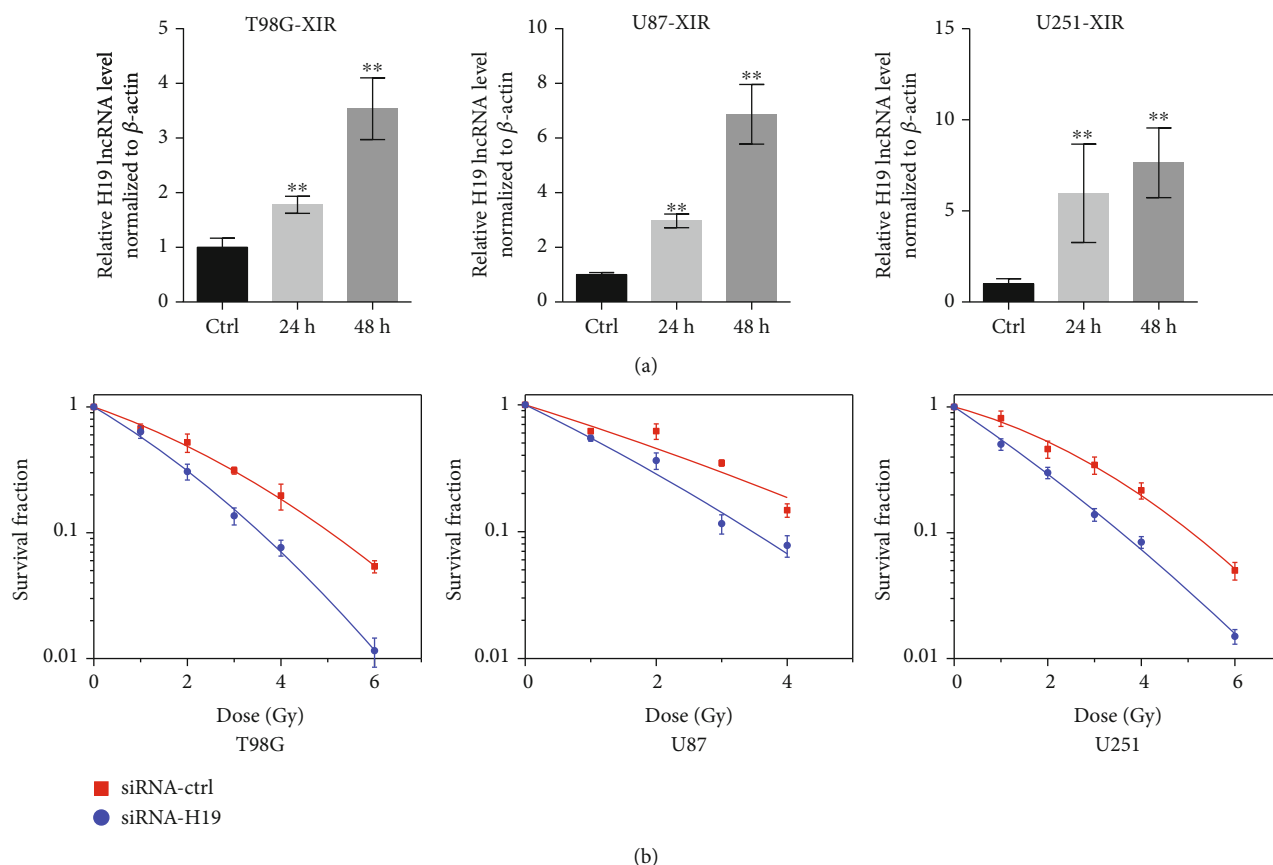 T98G-XIR
Relative H19 lncRNA level
normalized to β-actin
5
4
3
2
1
0
**
**
Ctrl
24 h
48 h
U87-XIR
Relative H19 lncRNA level
normalized to β-actin
10
8
6
4
2
0
**
**
Ctrl
24 h
48 h
U251-XIR
Relative H19 lncRNA level
normalized to β-actin
15
10
5
0
**
**
Ctrl
24 h
48 h
(a)
Survival fraction
1
0.1
0.01
0
2
4
6
Dose (Gy)
T98G
Survival fraction
1
0.1
0.01
0
2
4
Dose (Gy)
U87
Survival fraction
1
0.1
0.01
0
2
4
6
Dose (Gy)
U251
siRNA-ctrl
siRNA-H19
(b)